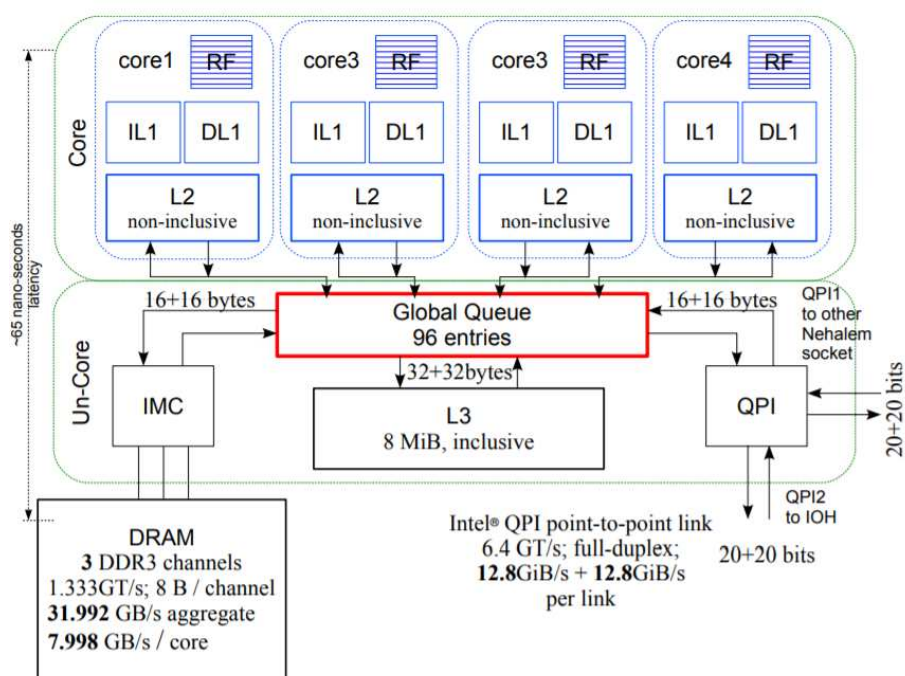 core1
RF
core3
RF
core3
RF
core4
RF
IL1
DL1
IL1
DL1
IL1
DL1
IL1
DL1
Core
L2
non-inclusive
L2
non-inclusive
L2
non-inclusive
L2
non-inclusive
~65 nano-seconds
latency
16+16 bytes
Global Queue
96 entries
16+16 bytes
QPI1
to other
Nehalem
socket
Un-Core
IMC
32+32bytes
L3
8 MiB, inclusive
QPI
20+20 bits
QPI2
to IOH
20+20 bits
DRAM
3 DDR3 channels
1.333GT/s; 8 B / channel
31.992 GB/s aggregate
7.998 GB/s / core
Intel® QPI point-to-point link
6.4 GT/s; full-duplex;
12.8GiB/s + 12.8GiB/s
per link